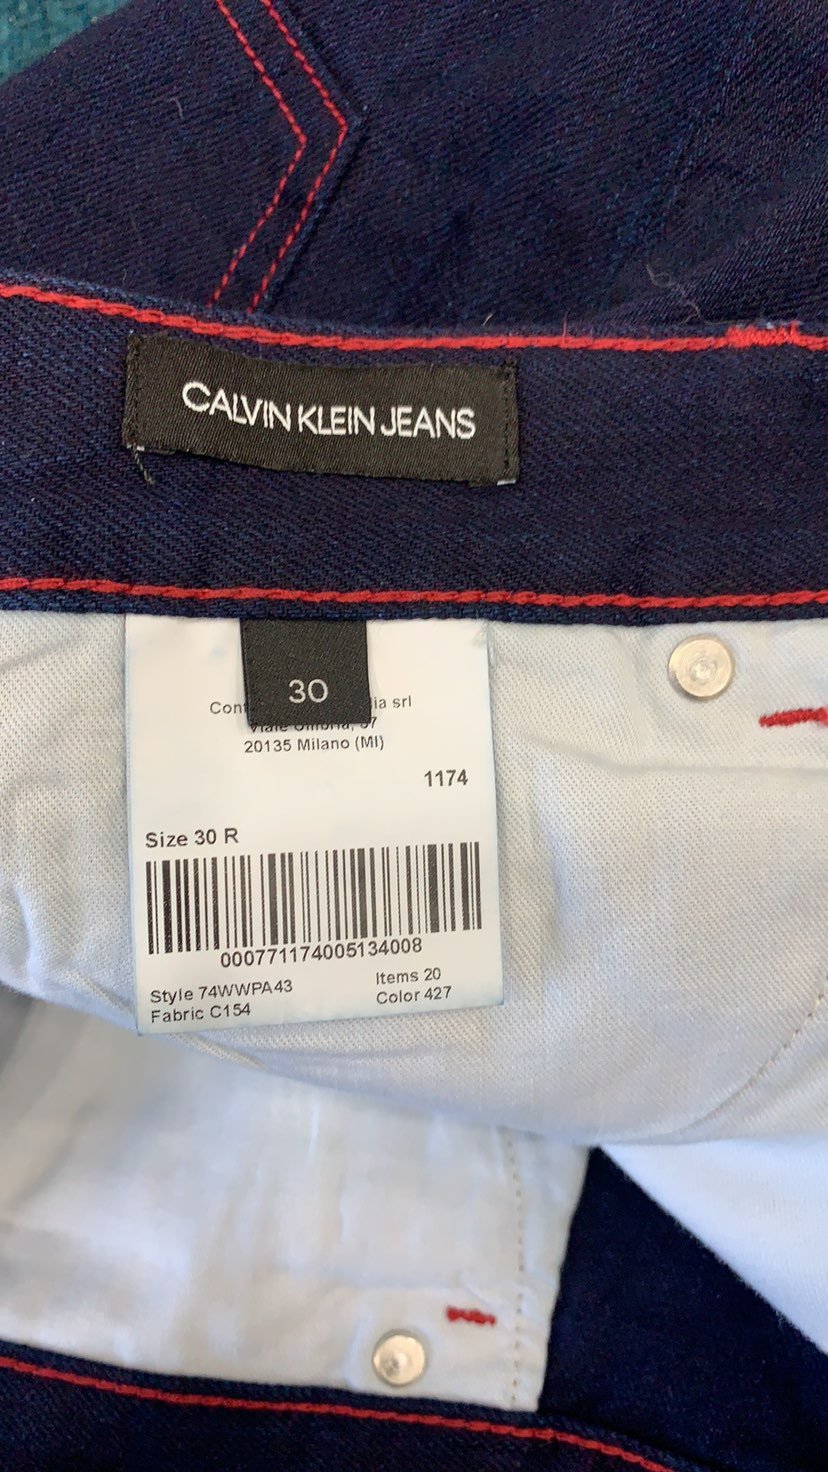 CALVIN KLEIN JEANS
30
srl
20135 Milano (MI)
1174
Size 30 R
000771174005134008
Style 74WWPA43
Items 20
Fabric C154
Color 427